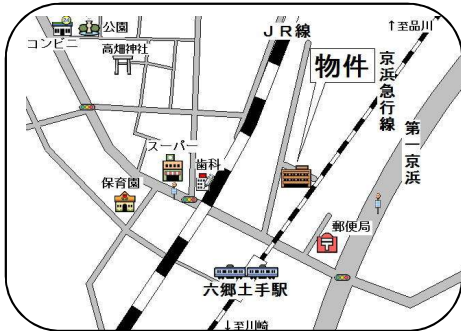 公園
コンビニ
高畑神社
JR線
↑至品川
物件
京浜急行線
第一京浜
スーパー
歯科
保育園
郵便局
六郷土手駅
↓至川崎